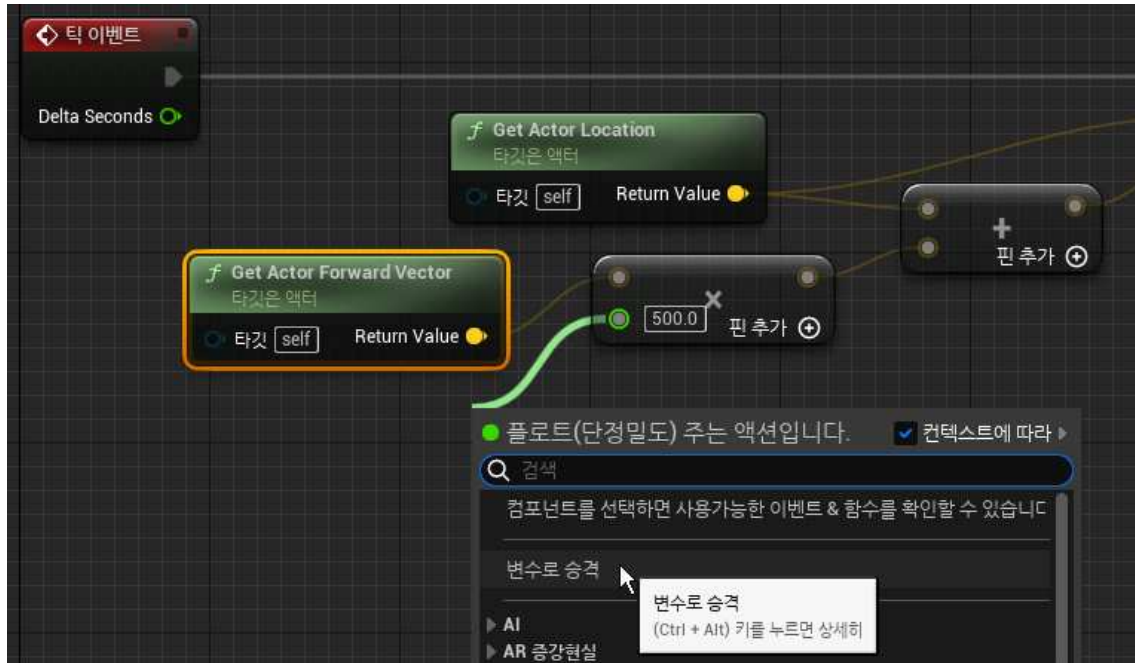 틱 이벤트
Delta Seconds
f Get Actor Location
타깃은 액터
타깃 self Return Value
+
핀 추가
f Get Actor Forward Vector
타깃은 액터
타깃 self Return Value
500.0
×
핀 추가
플로트(단정밀도) 주는 액션입니다. 컨텍스트에 따라
검색
컴포넌트를 선택하면 사용가능한 이벤트 & 함수를 확인할 수 있습니다
변수로 승격
변수로 승격
(Ctrl + Alt) 키를 누르면 상세히
AI
AR 증강현실